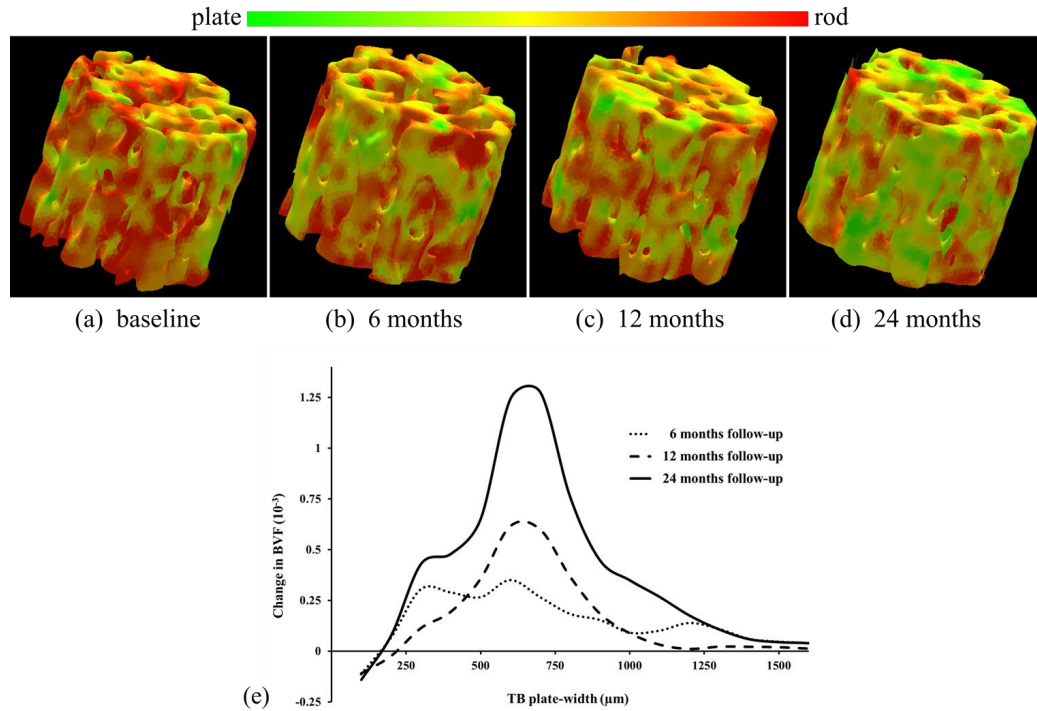 plate rod
(a) baseline (b) 6 months (c) 12 months (d) 24 months
1.25
1
0.75
0.5
0.25
0
-0.25
Change in BVF (10⁻³)
6 months follow-up
12 months follow-up
24 months follow-up
250 500 750 1000 1250 1500
(e) TB plate-width (µm)